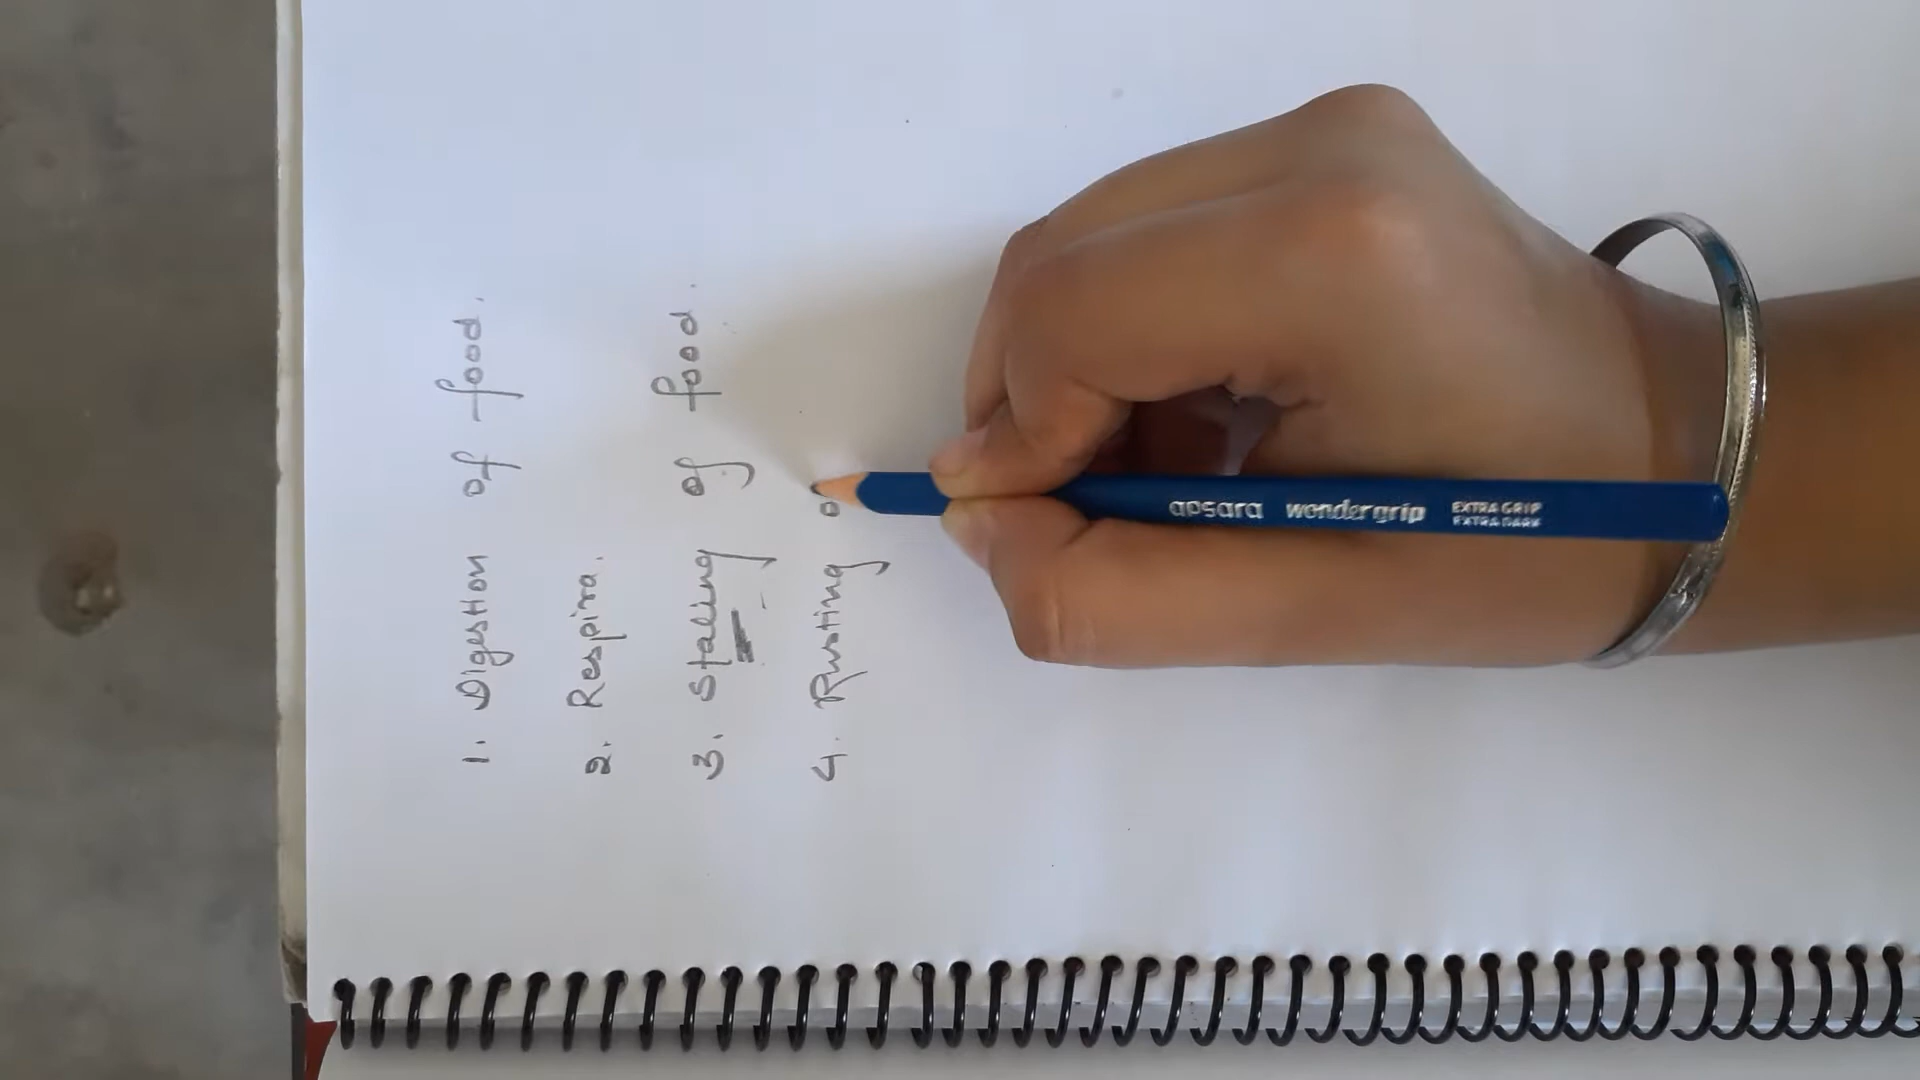 1. Digestion of food.
2. Respira.
3. Staling of food.
4. Rusting o
apsara wondergrip EXTRA GRIP
EXTRA DARK